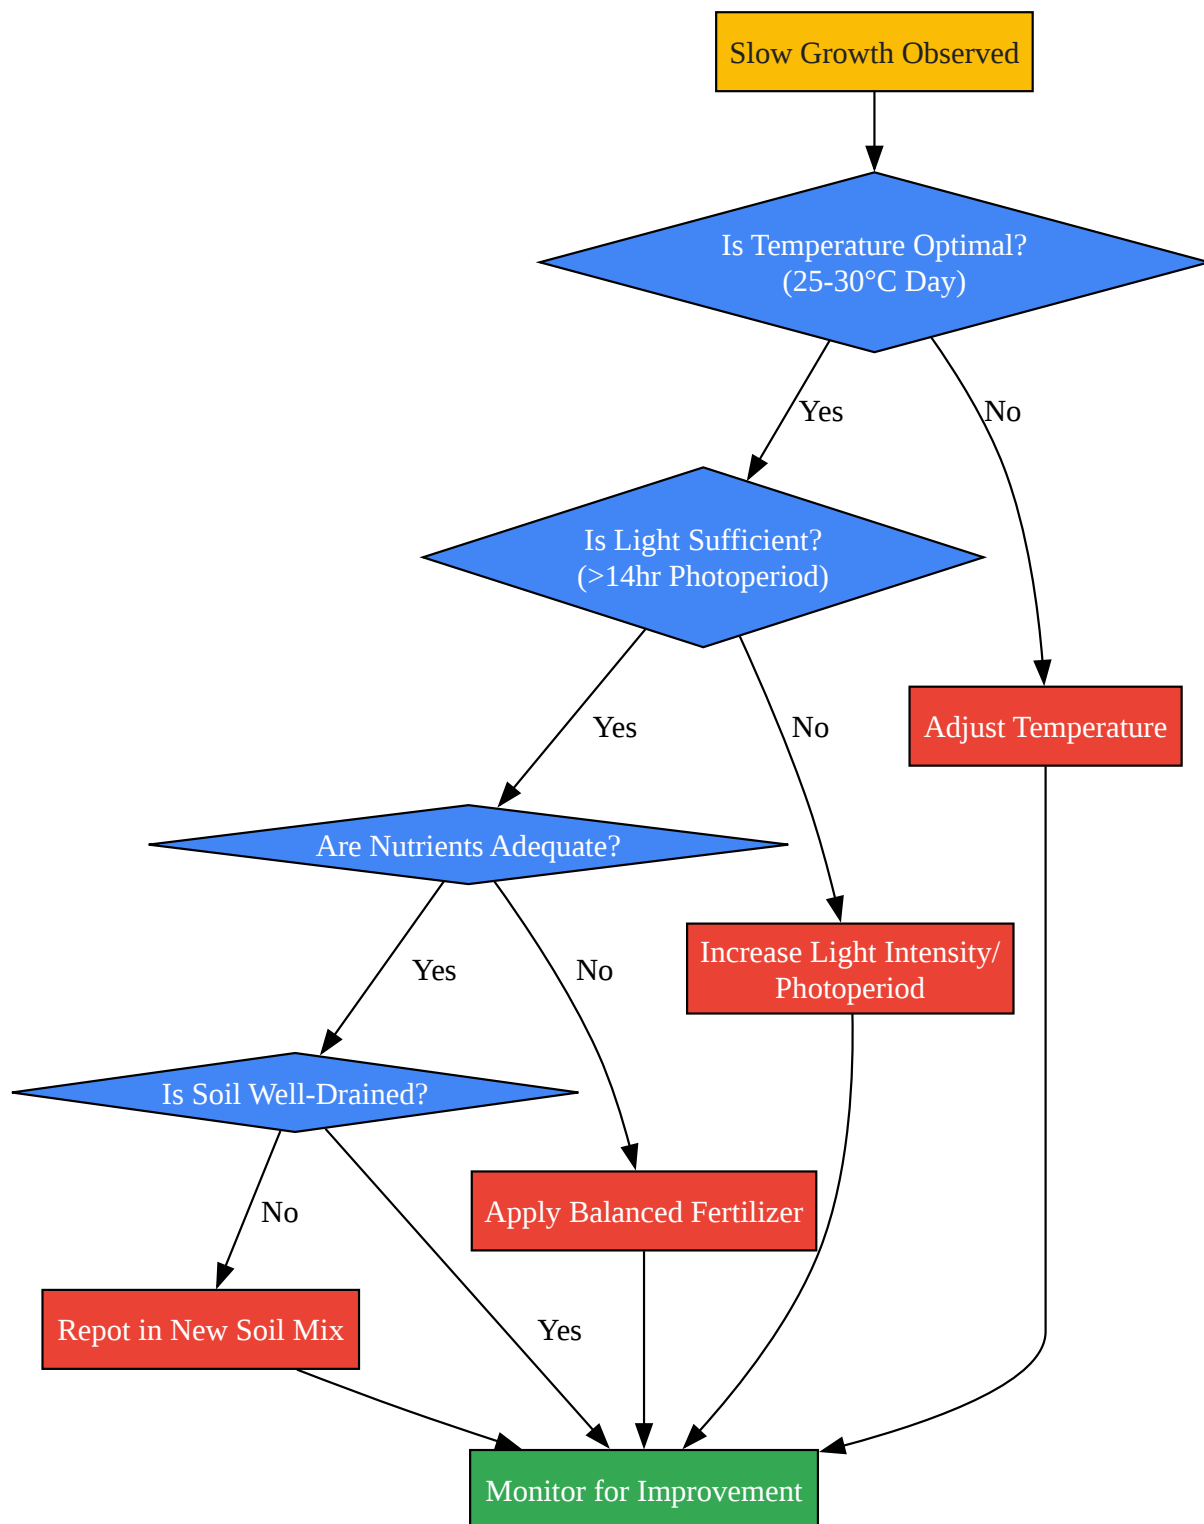 Slow Growth Observed
Is Temperature Optimal?
(25-30°C Day)
Yes
No
Is Light Sufficient?
(>14hr Photoperiod)
Yes
No
Adjust Temperature
Are Nutrients Adequate?
Yes
No
Increase Light Intensity/
Photoperiod
Is Soil Well-Drained?
No
Yes
Apply Balanced Fertilizer
Repot in New Soil Mix
Monitor for Improvement